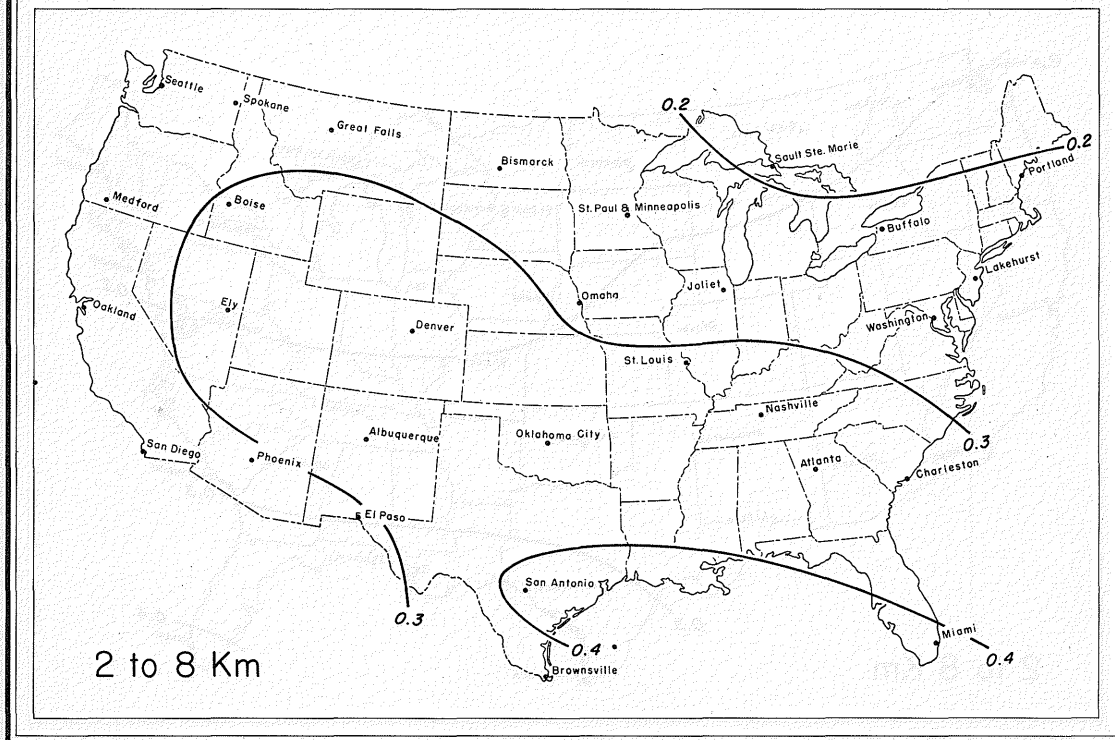 Seattle
Spokane
Great Falls
0.2
Sault Ste. Marie
0.2
Portland
Bismarck
Medford
Boise
St. Paul & Minneapolis
Buffalo
Lakehurst
Ely
Oakland
Omaha
Joliet
Denver
Washington
St. Louis
Nashville
0.3
San Diego
Phoenix
Albuquerque
Oklahoma City
Atlanta
Charleston
El Paso
San Antonio
0.3
Miami
0.4
0.4
2 to 8 Km
Brownsville